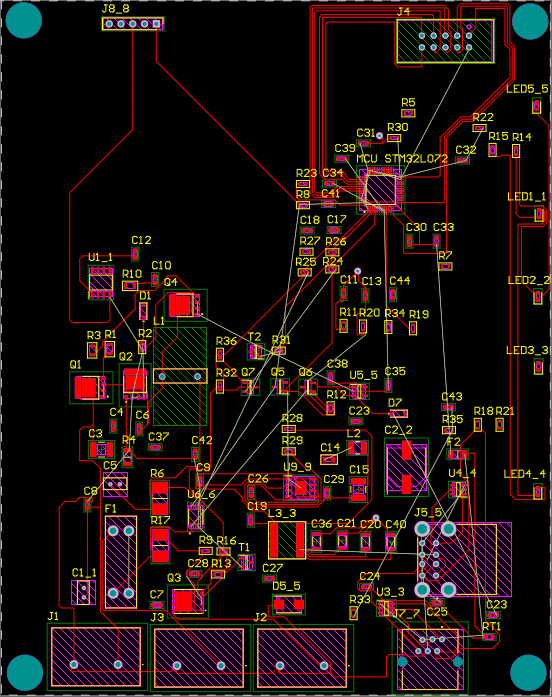 J8_8
J4
LED5_5
R5
R22
C31
R30
R15
R14
C39
MCU STM32L072
C32
R23
C34
R8
C41
LED1_1
C18
C17
C30
C33
R27
R26
C12
U1_1
R25
R24
R7
C10
R10
Q4
LED2_2
D1
C11
C13
C44
L1
R11
R20
R34
R19
R3
R1
R2
T2
R31
R36
LED3_3
Q1
Q2
R32
Q7
Q5
Q6
C38
U5_5
C35
R12
D7
C43
C4
C6
R28
C23
R35
R18
R21
C3
C37
R29
L2
C2_2
F2
R4
C42
C14
C5
C9
U9_9
U4_4
LED4_4
R6
C26
C29
C15
C8
U6_6
F1
R17
C19
L3_3
J5_5
C36
C21
C20
C40
R9
R16
T1
C28
R13
C27
C1_1
Q3
C24
D5_5
U3_3
C7
R33
J7_7
C25
C23
J1
J3
J2
RT1